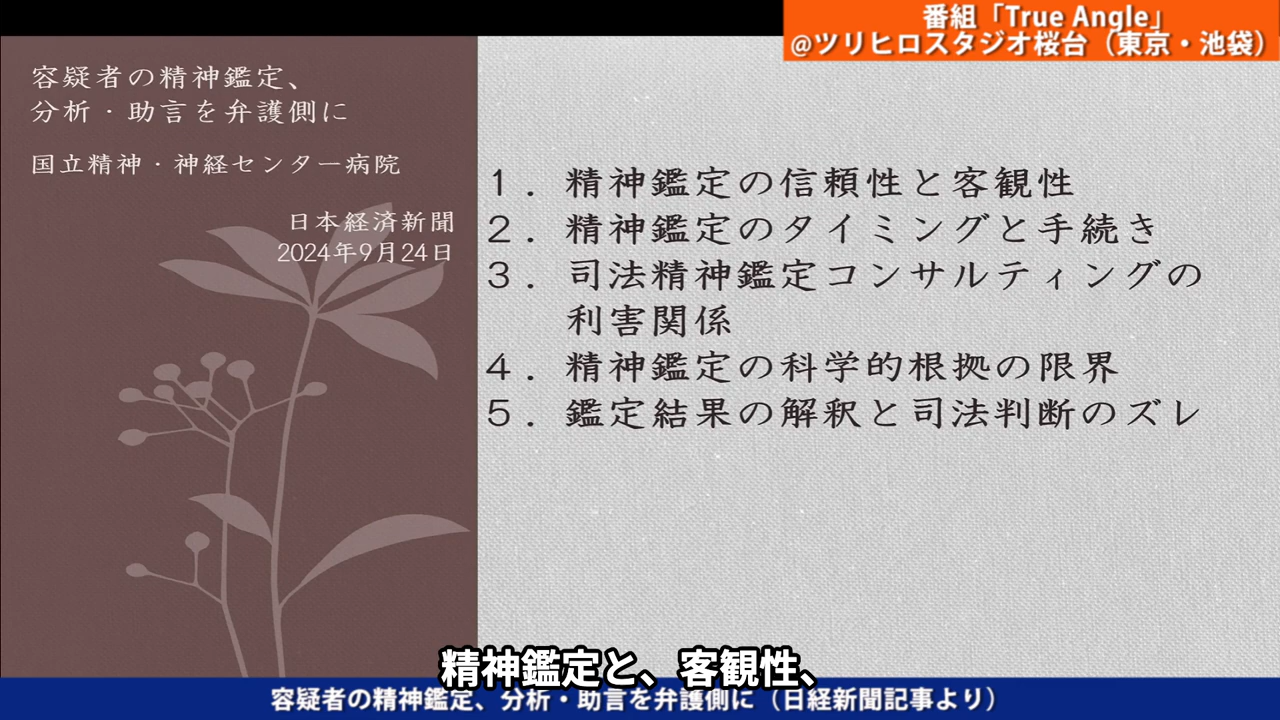 番組「True Angle」
@ツリヒロスタジオ桜台（東京・池袋）
容疑者の精神鑑定、
分析・助言を弁護側に
国立精神・神経センター病院
日本経済新聞
2024年9月24日
１．精神鑑定の信頼性と客観性
２．精神鑑定のタイミングと手続き
３．司法精神鑑定コンサルティングの
利害関係
４．精神鑑定の科学的根拠の限界
５．鑑定結果の解釈と司法判断のズレ
精神鑑定と、客観性、
容疑者の精神鑑定、分析・助言を弁護側に（日経新聞記事より）